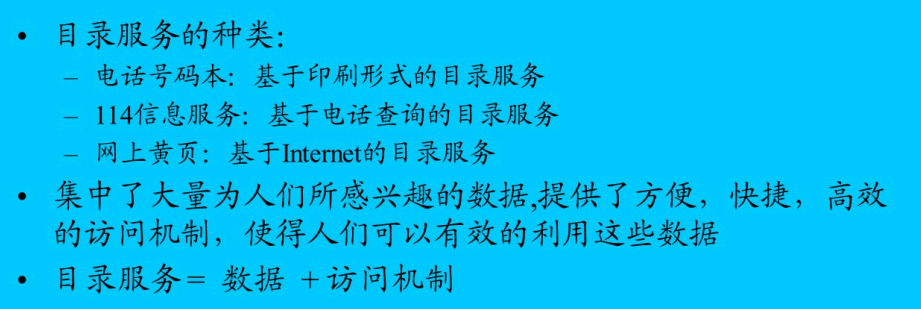 • 目录服务的种类:
– 电话号码本: 基于印刷形式的目录服务
– 114信息服务: 基于电话查询的目录服务
– 网上黄页: 基于Internet的目录服务
• 集中了大量为人们所感兴趣的数据,提供了方便，快捷，高效
的访问机制，使得人们可以有效的利用这些数据
• 目录服务= 数据 +访问机制